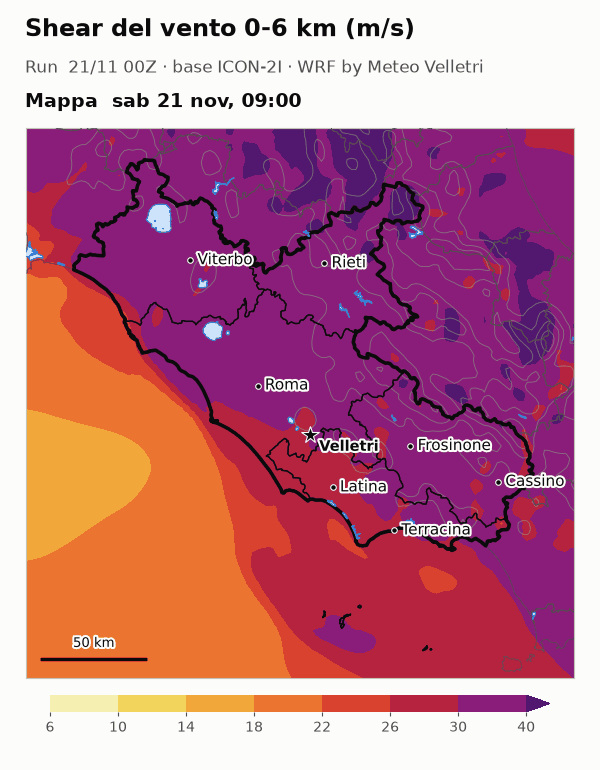 Shear del vento 0-6 km (m/s)
Run  21/11 00Z · base ICON-2I · WRF by Meteo Velletri
Mappa  sab 21 nov, 09:00
Viterbo
Rieti
Roma
Velletri
Frosinone
Cassino
Latina
Terracina
50 km
6 10 14 18 22 26 30 40